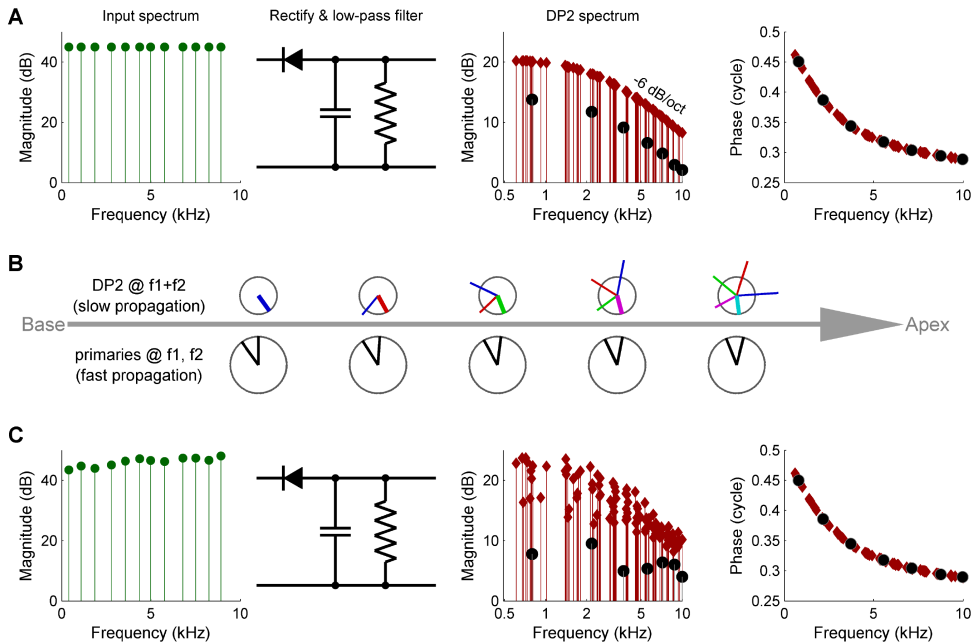 A
Input spectrum
Rectify & low-pass filter
DP2 spectrum
Magnitude (dB)
40
20
0
0
5
10
Frequency (kHz)
Magnitude (dB)
20
10
0
0.5
1
2
5
10
Frequency (kHz)
-6 dB/oct
Phase (cycle)
0.5
0.45
0.4
0.35
0.3
0.25
0
5
10
Frequency (kHz)
B
DP2 @ f1+f2
(slow propagation)
Base
Apex
primaries @ f1, f2
(fast propagation)
C
Magnitude (dB)
40
20
0
0
5
10
Frequency (kHz)
Magnitude (dB)
20
10
0
0.5
1
2
5
10
Frequency (kHz)
Phase (cycle)
0.5
0.45
0.4
0.35
0.3
0.25
0
5
10
Frequency (kHz)